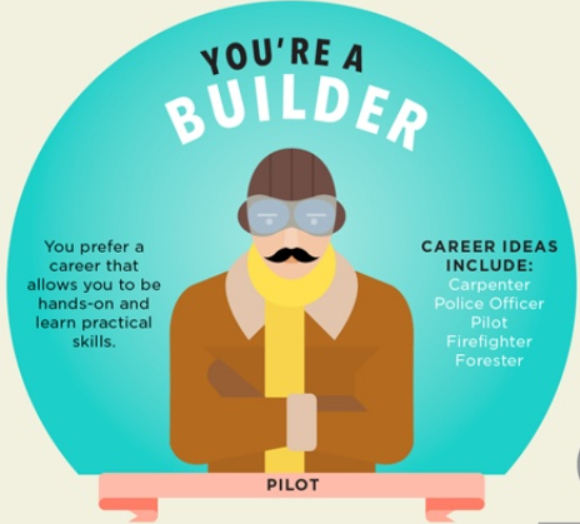 YOU'RE A
BUILDER
You prefer a
career that
allows you to be
hands-on and
learn practical
skills.
CAREER IDEAS
INCLUDE:
Carpenter
Police Officer
Pilot
Firefighter
Forester
PILOT